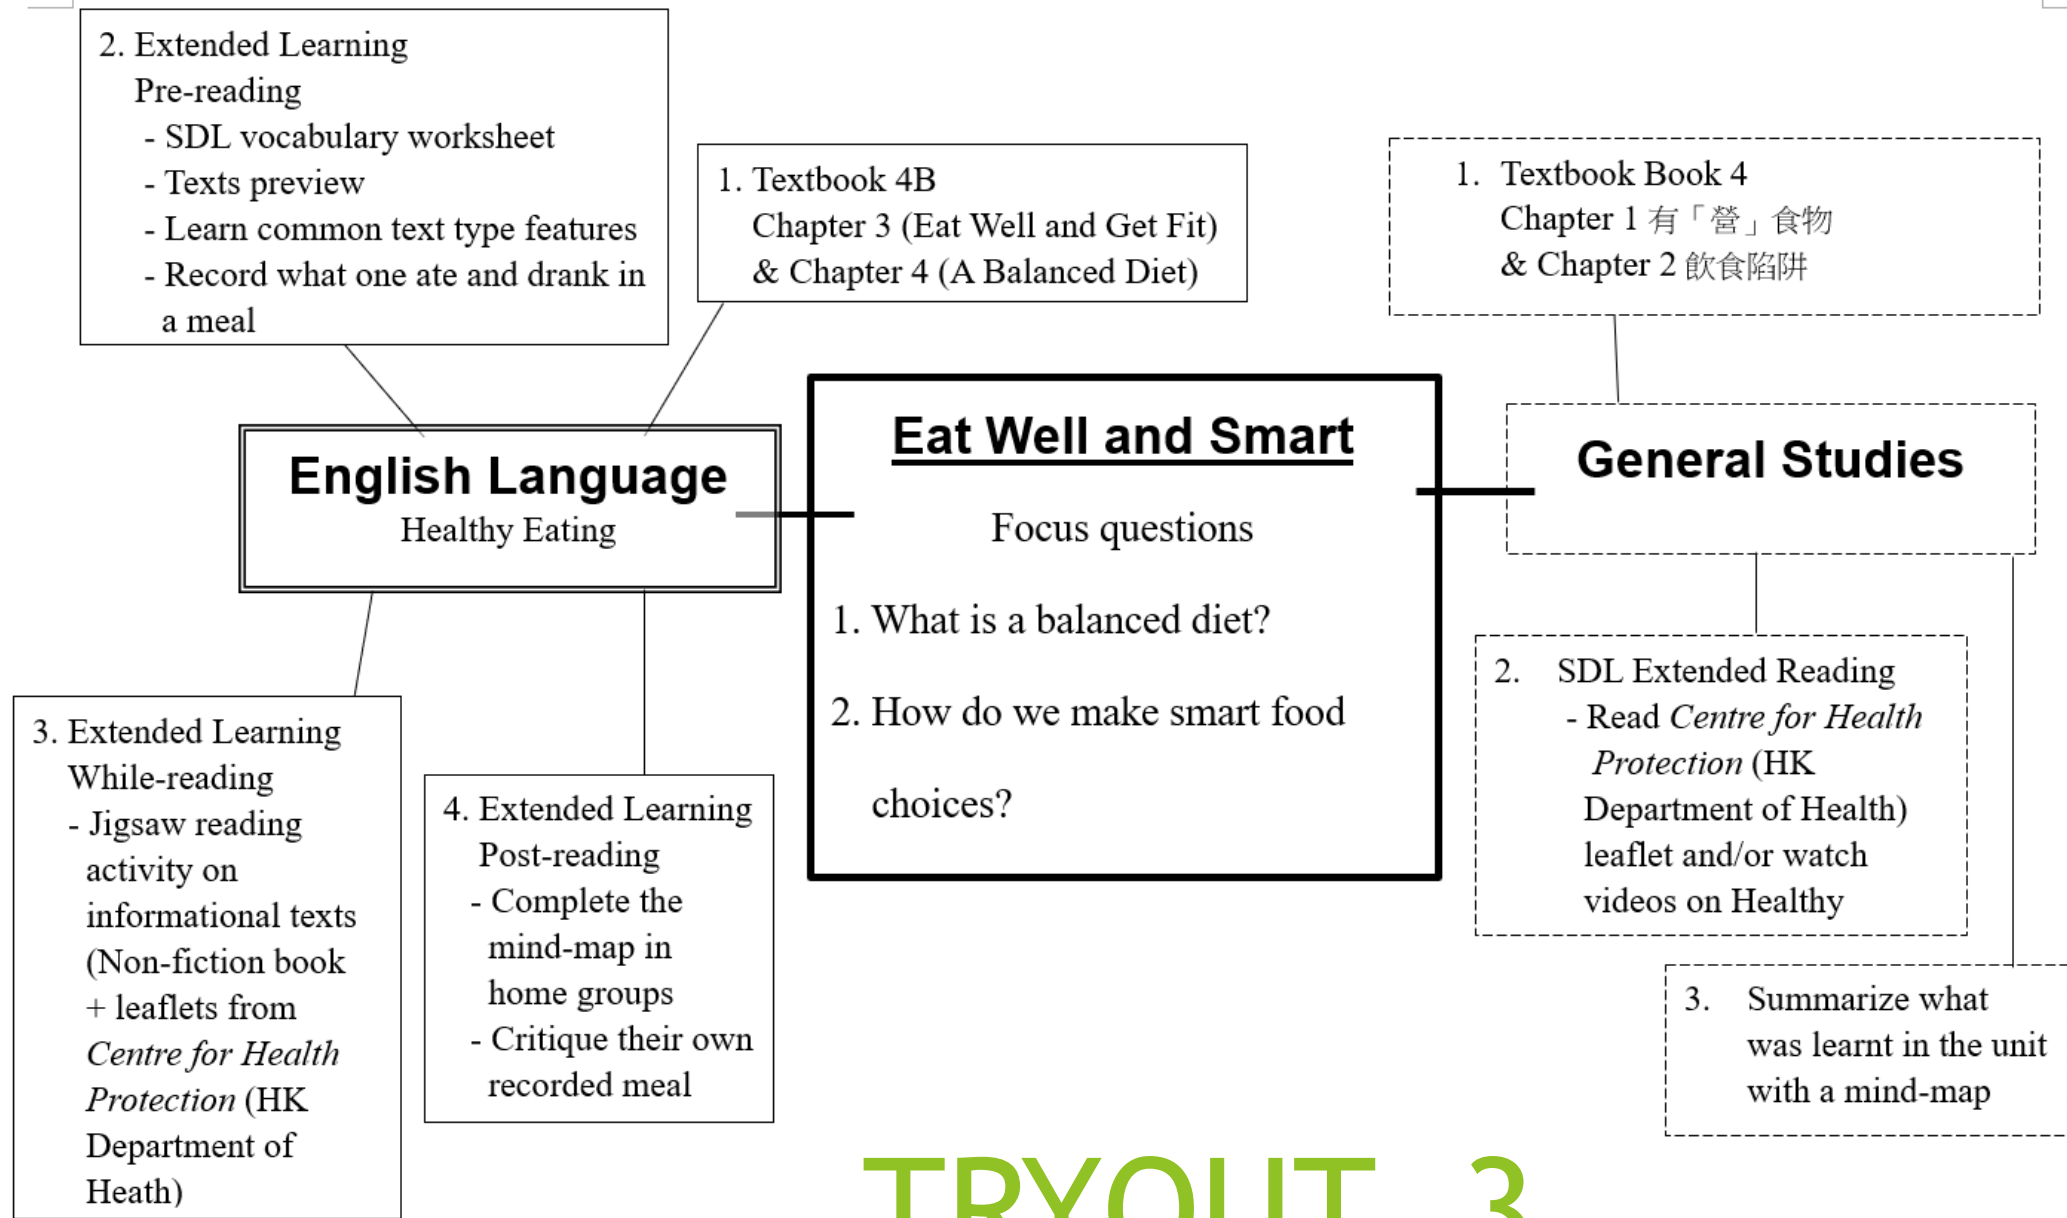 2. Extended Learning
Pre-reading
- SDL vocabulary worksheet
- Texts preview
- Learn common text type features
- Record what one ate and drank in
a meal
1. Textbook 4B
Chapter 3 (Eat Well and Get Fit)
& Chapter 4 (A Balanced Diet)
1. Textbook Book 4
Chapter 1 有「營」食物
& Chapter 2 飲食陷阱
English Language
Healthy Eating
Eat Well and Smart
Focus questions
1. What is a balanced diet?
2. How do we make smart food
choices?
General Studies
3. Extended Learning
While-reading
- Jigsaw reading
activity on
informational texts
(Non-fiction book
+ leaflets from
Centre for Health
Protection (HK
Department of
Heath)
4. Extended Learning
Post-reading
- Complete the
mind-map in
home groups
- Critique their own
recorded meal
2. SDL Extended Reading
- Read Centre for Health
Protection (HK
Department of Health)
leaflet and/or watch
videos on Healthy
3. Summarize what
was learnt in the unit
with a mind-map
TRYOUT 3